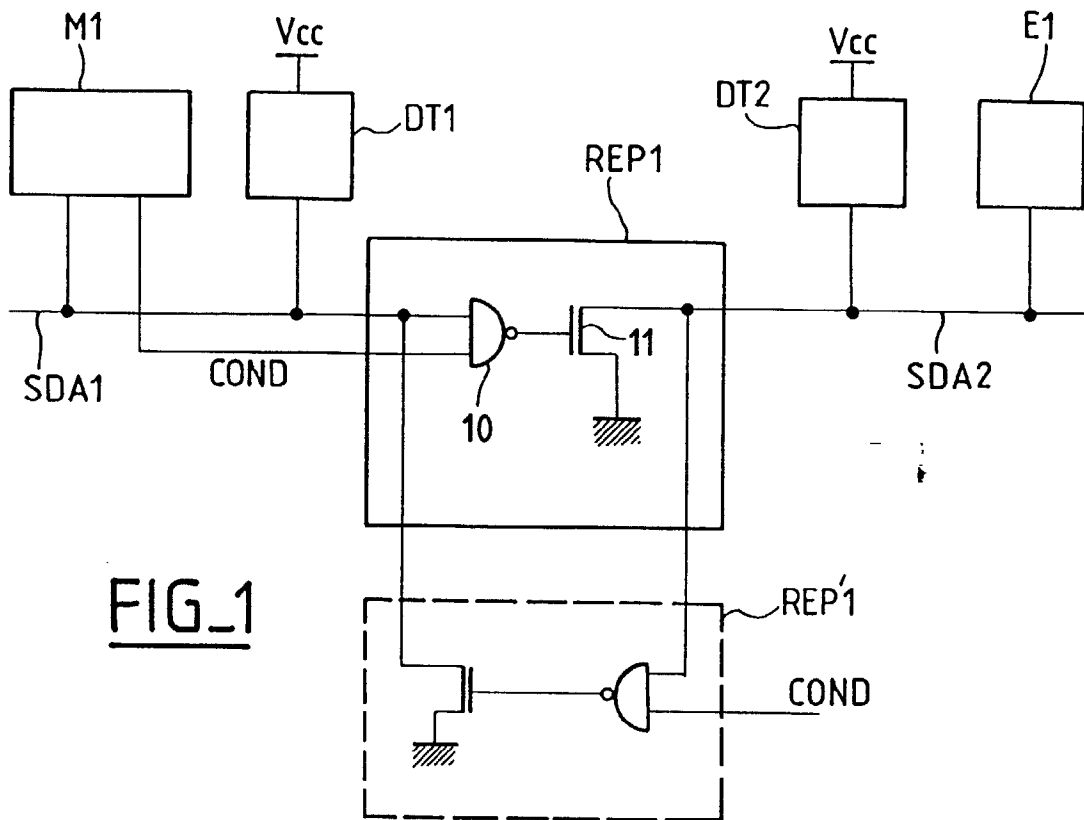 M1
Vcc
DT1
REP1
Vcc
DT2
E1
SDA1
COND
10
11
SDA2
FIG_1
REP'1
COND